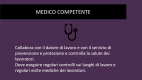 MEDICO COMPETENTE
Collabora con il datore di lavoro e con il servizio di
prevenzione e protezione e controlla la salute dei
lavoratori.
Deve eseguire regolari controlli sui luoghi di lavoro e
regolari visite mediche dei lavoratori.